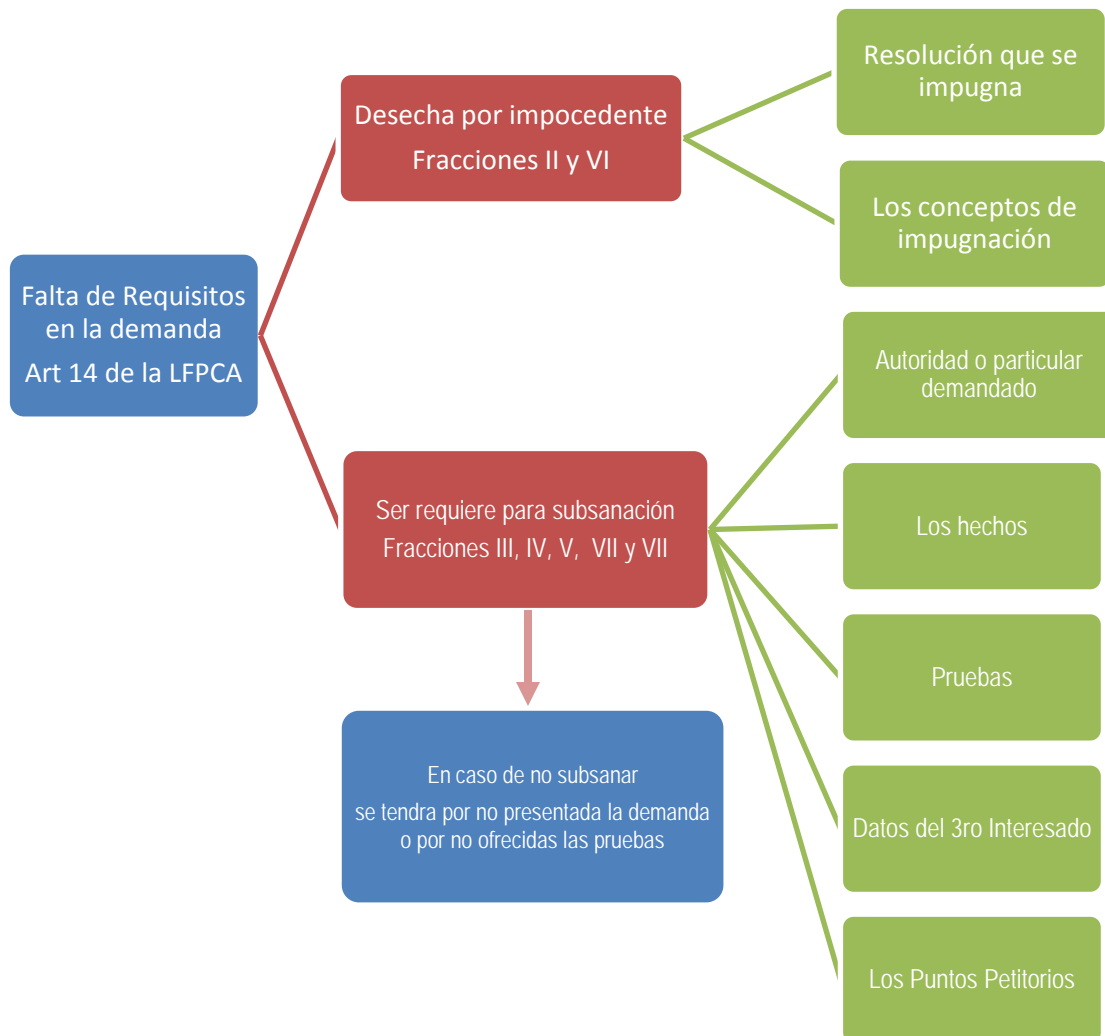 Falta de Requisitos
en la demanda
Art 14 de la LFPCA
Desecha por impocedente
Fracciones II y VI
Resolución que se
impugna
Los conceptos de
impugnación
Ser requiere para subsanación
Fracciones III, IV, V, VII y VII
Autoridad o particular
demandado
Los hechos
Pruebas
Datos del 3ro Interesado
Los Puntos Petitorios
En caso de no subsanar
se tendra por no presentada la demanda
o por no ofrecidas las pruebas